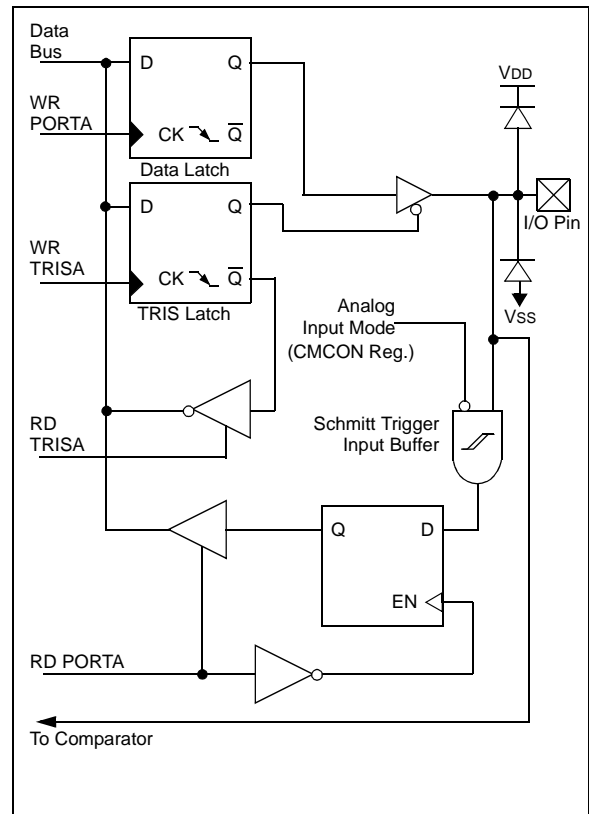 Data
Bus
D
Q
VDD
WR
PORTA
CK
Q
Data Latch
D
Q
I/O Pin
WR
TRISA
CK
Q
TRIS Latch
VSS
Analog
Input Mode
(CMCON Reg.)
RD
TRISA
Schmitt Trigger
Input Buffer
Q
D
EN
RD PORTA
To Comparator